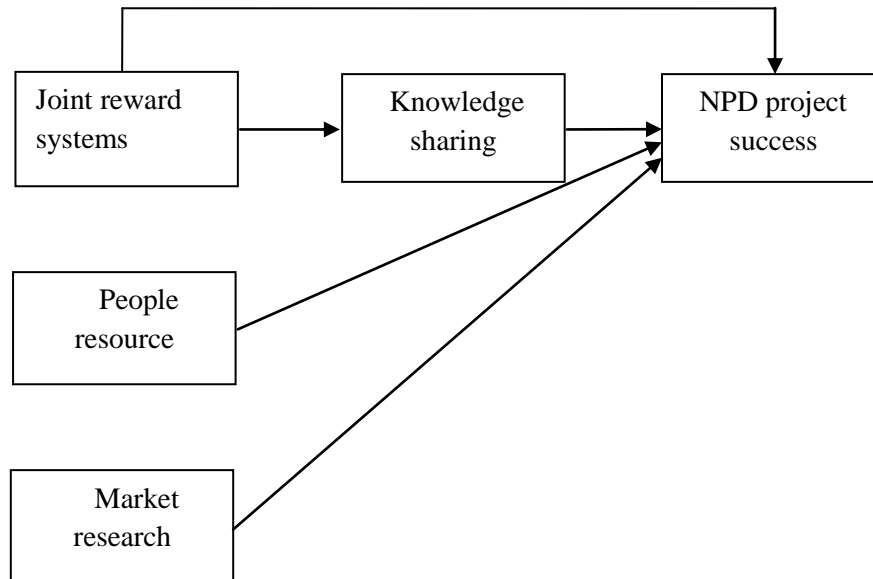 Joint reward
systems
Knowledge
sharing
NPD project
success
People
resource
Market
research